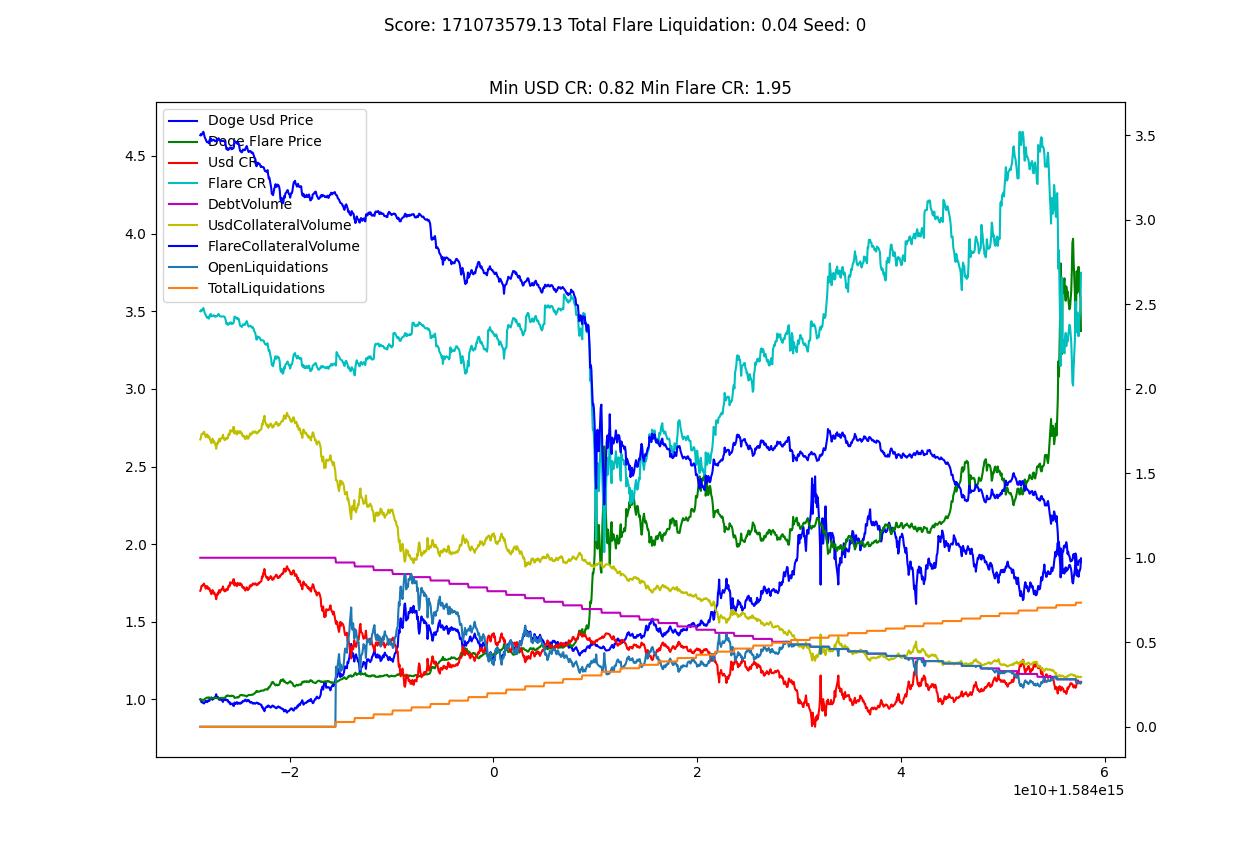 Score: 171073579.13 Total Flare Liquidation: 0.04 Seed: 0
Min USD CR: 0.82 Min Flare CR: 1.95
Doge Usd Price
Doge Flare Price
Usd CR
Flare CR
DebtVolume
UsdCollateralVolume
FlareCollateralVolume
OpenLiquidations
TotalLiquidations
4.5
4.0
3.5
3.0
2.5
2.0
1.5
1.0
3.5
3.0
2.5
2.0
1.5
1.0
0.5
0.0
−2
0
2
4
6
1e10+1.584e15